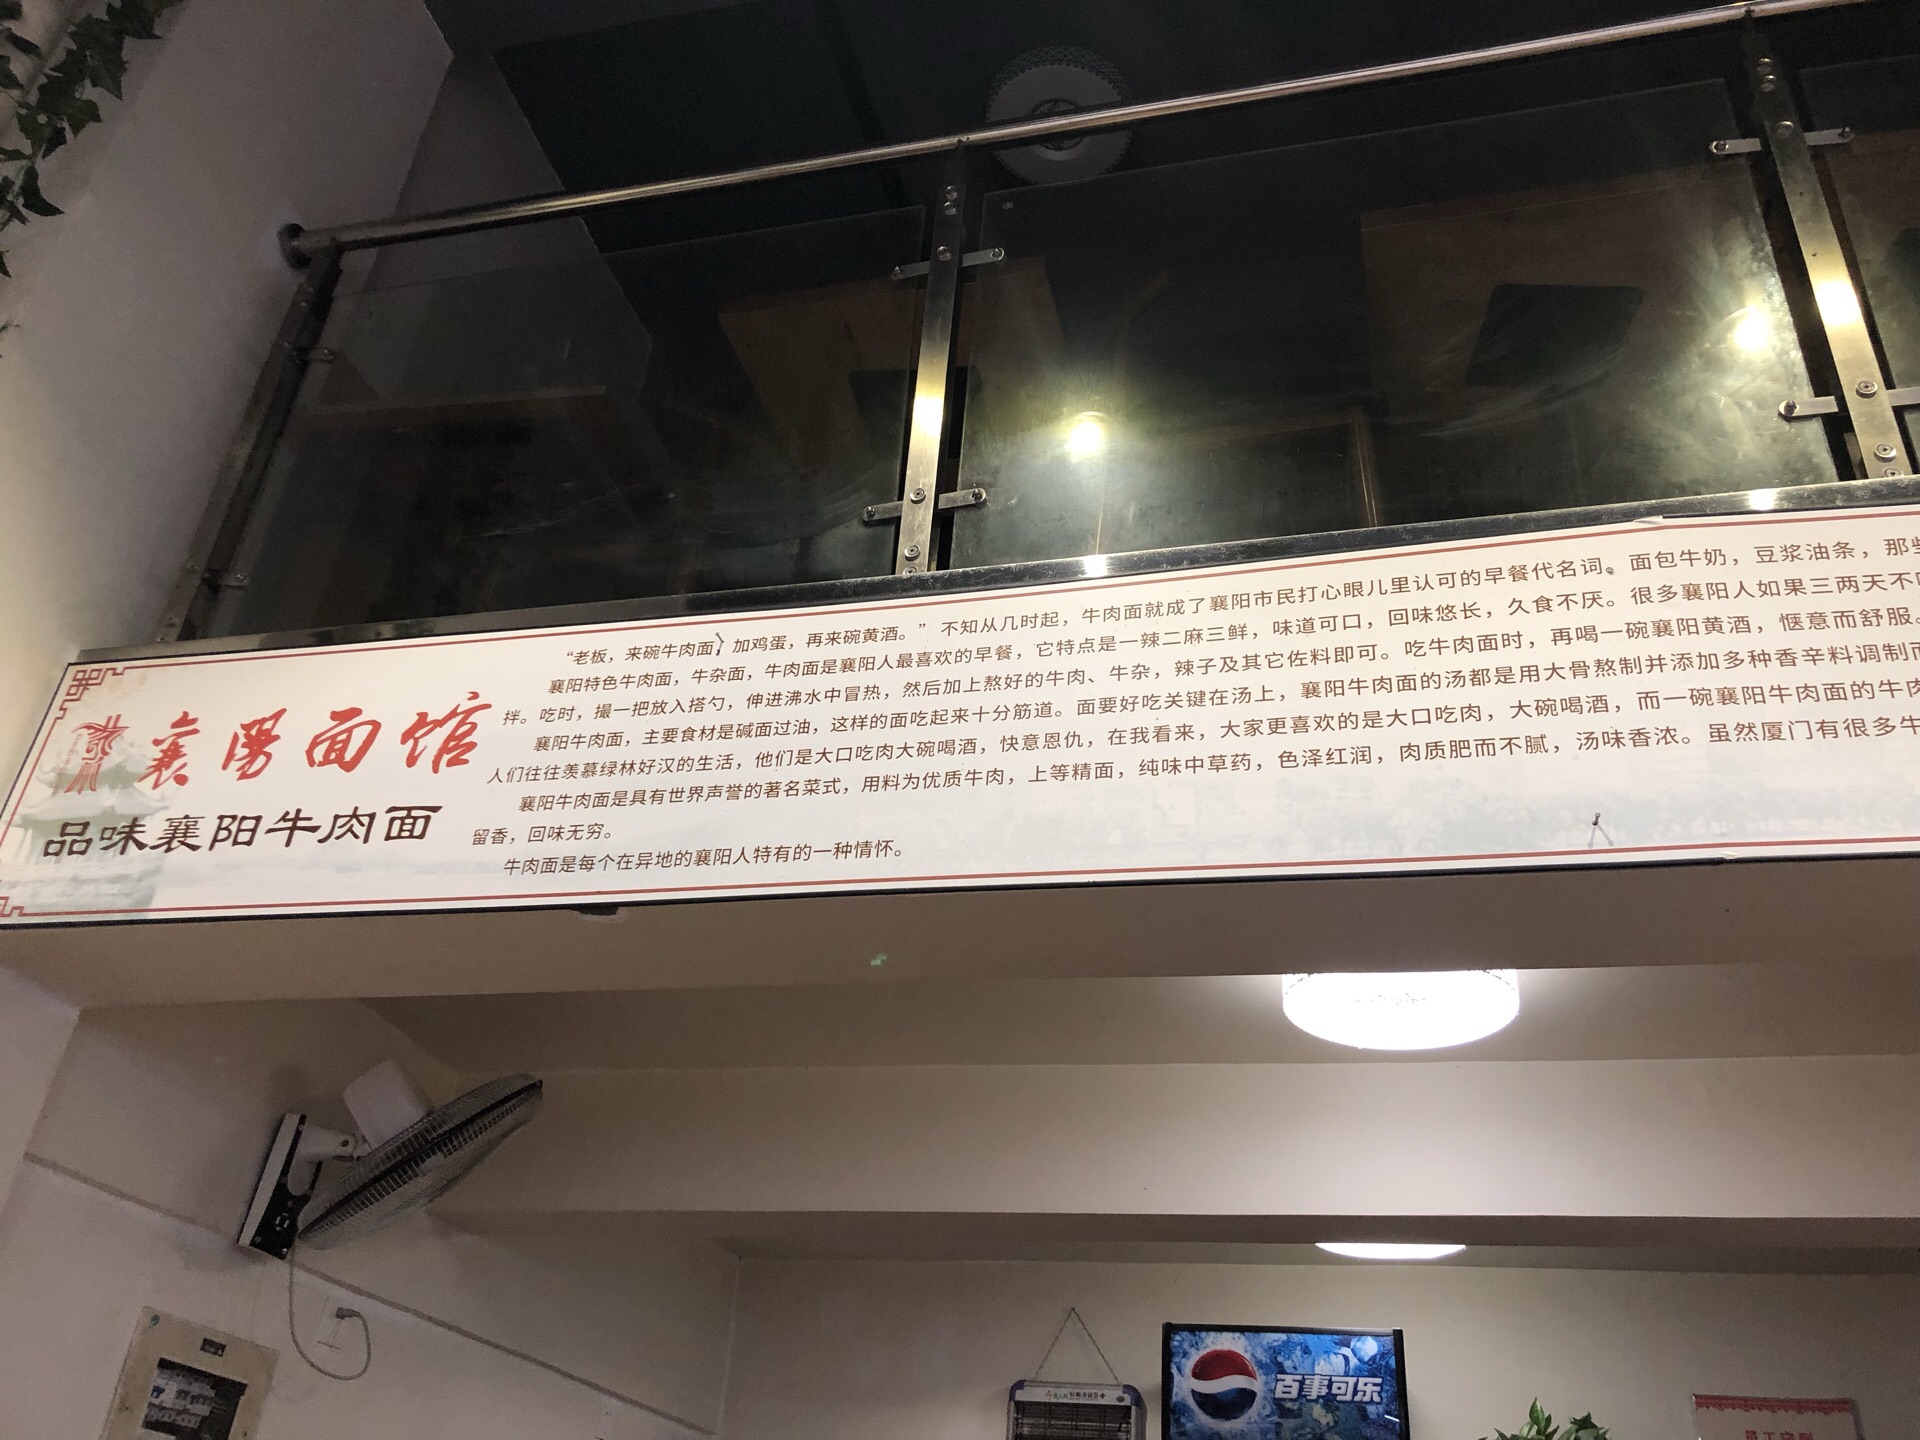 “老板，来碗牛肉面，加鸡蛋，再来碗黄酒。”不知从几时起，牛肉面就成了襄阳市民打心眼儿里认可的早餐代名词。面包牛奶，豆浆油条，那些
襄阳特色牛肉面，牛杂面，牛肉面是襄阳人最喜欢的早餐，它特点是一辣二麻三鲜，味道可口，回味悠长，久食不厌。很多襄阳人如果三两天不吃
拌。吃时，撮一把放入搭勺，伸进沸水中冒热，然后加上熬好的牛肉、牛杂，辣子及其它佐料即可。吃牛肉面时，再喝一碗襄阳黄酒，惬意而舒服。
襄阳牛肉面，主要食材是碱面过油，这样的面吃起来十分筋道。面要好吃关键在汤上，襄阳牛肉面的汤都是用大骨熬制并添加多种香辛料调制而
人们往往羡慕绿林好汉的生活，他们是大口吃肉大碗喝酒，快意恩仇，在我看来，大家更喜欢的是大口吃肉，大碗喝酒，而一碗襄阳牛肉面的牛肉
襄阳牛肉面是具有世界声誉的著名菜式，用料为优质牛肉，上等精面，纯味中草药，色泽红润，肉质肥而不腻，汤味香浓。虽然厦门有很多牛
留香，回味无穷。
牛肉面是每个在异地的襄阳人特有的一种情怀。
襄阳面馆
品味襄阳牛肉面
百事可乐
员工守则